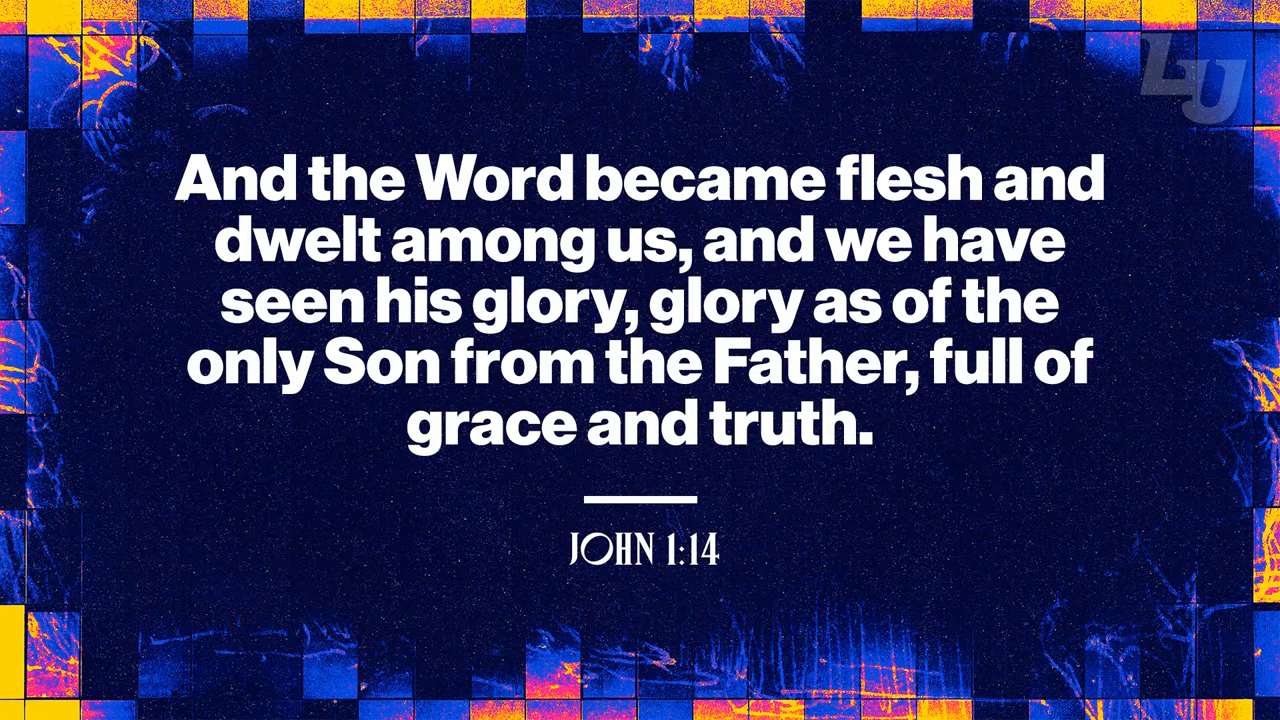 LU
And the Word became flesh and
dwelt among us, and we have
seen his glory, glory as of the
only Son from the Father, full of
grace and truth.
JOHN 1:14